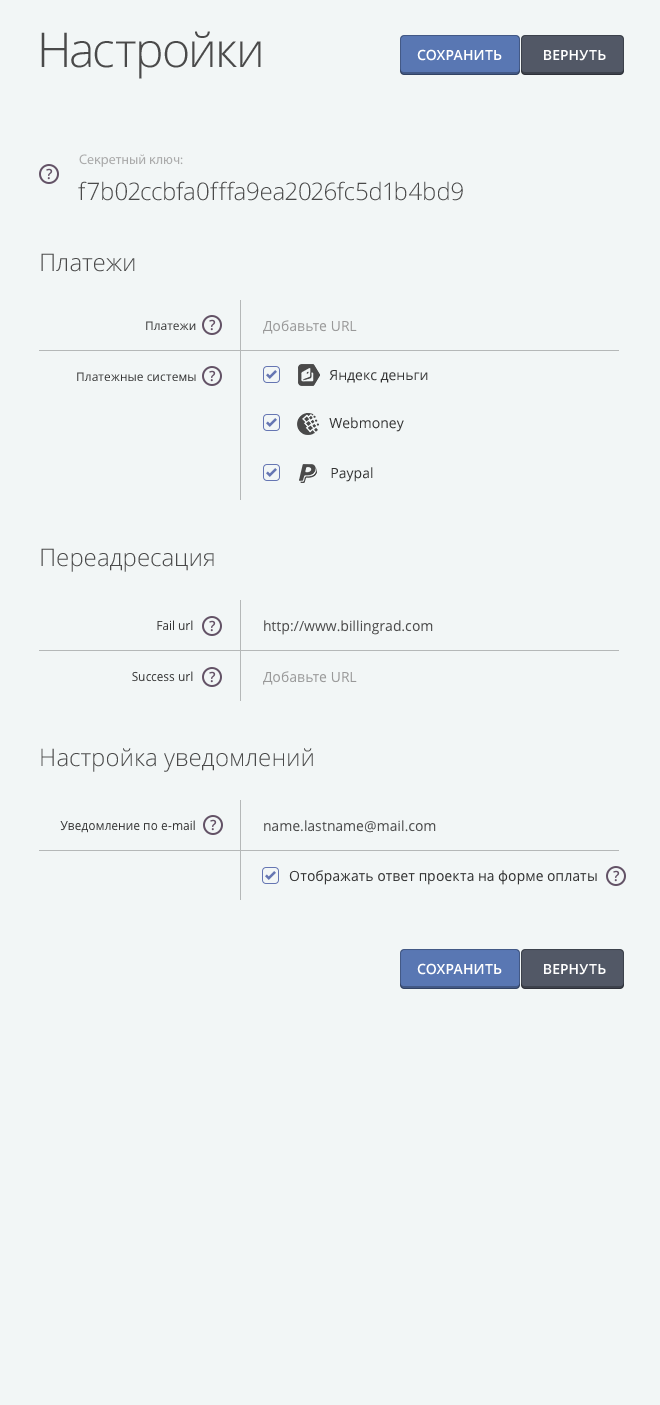 Настройки
СОХРАНИТЬ ВЕРНУТЬ
Секретный ключ:
? f7b02ccbfa0fffa9ea2026fc5d1b4bd9
Платежи
Платежи ? Добавьте URL
Платежные системы ? Яндекс деньги
Webmoney
Paypal
Переадресация
Fail url ? http://www.billingrad.com
Success url ? Добавьте URL
Настройка уведомлений
Уведомление по e-mail ? name.lastname@mail.com
Отображать ответ проекта на форме оплаты ?
СОХРАНИТЬ ВЕРНУТЬ